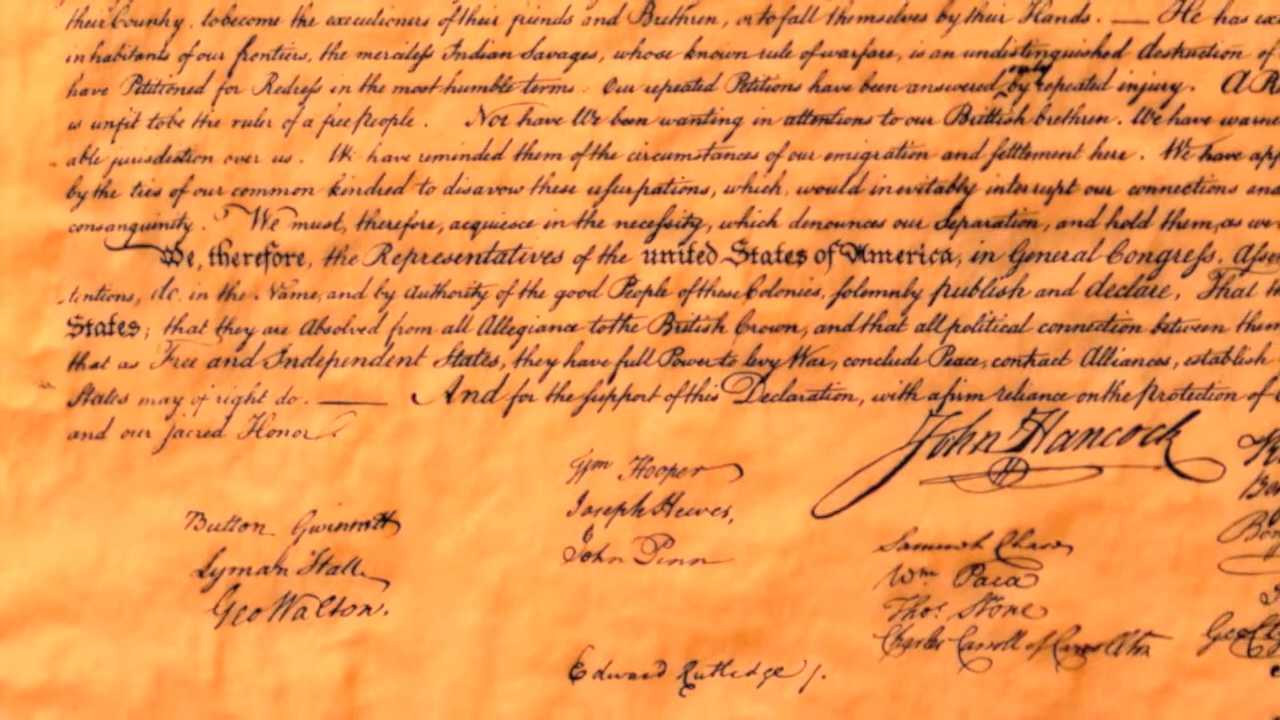 their Country, to become the executioners of their friends and Brethren, or to fall themselves by their Hands. — He has ex
inhabitants of our frontiers, the merciless Indian Savages, whose known rule of warfare, is an undistinguished destruction of
have Petitioned for Redress in the most humble terms: Our repeated Petitions have been answered only by repeated injury. A
is unfit to be the ruler of a free People. Nor have We been wanting in attentions to our Brittish brethren. We have warne
able jurisdiction over us. We have reminded them of the circumstances of our emigration and settlement here. We have app
by the ties of our common kindred to disavow these usurpations, which, would inevitably interrupt our connections and
consanguinity. We must, therefore, acquiesce in the necessity, which denounces our Separation, and hold them, as we
We, therefore, the Representatives of the united States of America, in General Congress, Asse
tentions, do, in the Name, and by Authority of the good People of these Colonies, solemnly publish and declare, That th
States; that they are Absolved from all Allegiance to the British Crown, and that all political connection between them
that as Free and Independent States, they have full Power to levy War, conclude Peace, contract Alliances, establish
States may of right do. — And for the support of this Declaration, with a firm reliance on the Protection of
and our sacred Honor.
John Hancock
Wm Hooper
Joseph Hewes,
John Penn
Button Gwinnett
Lyman Hall
Geo Walton.
Samuel Chase
Wm Paca
Thos. Stone
Charles Carroll of Carrollton
Edward Rutledge /.